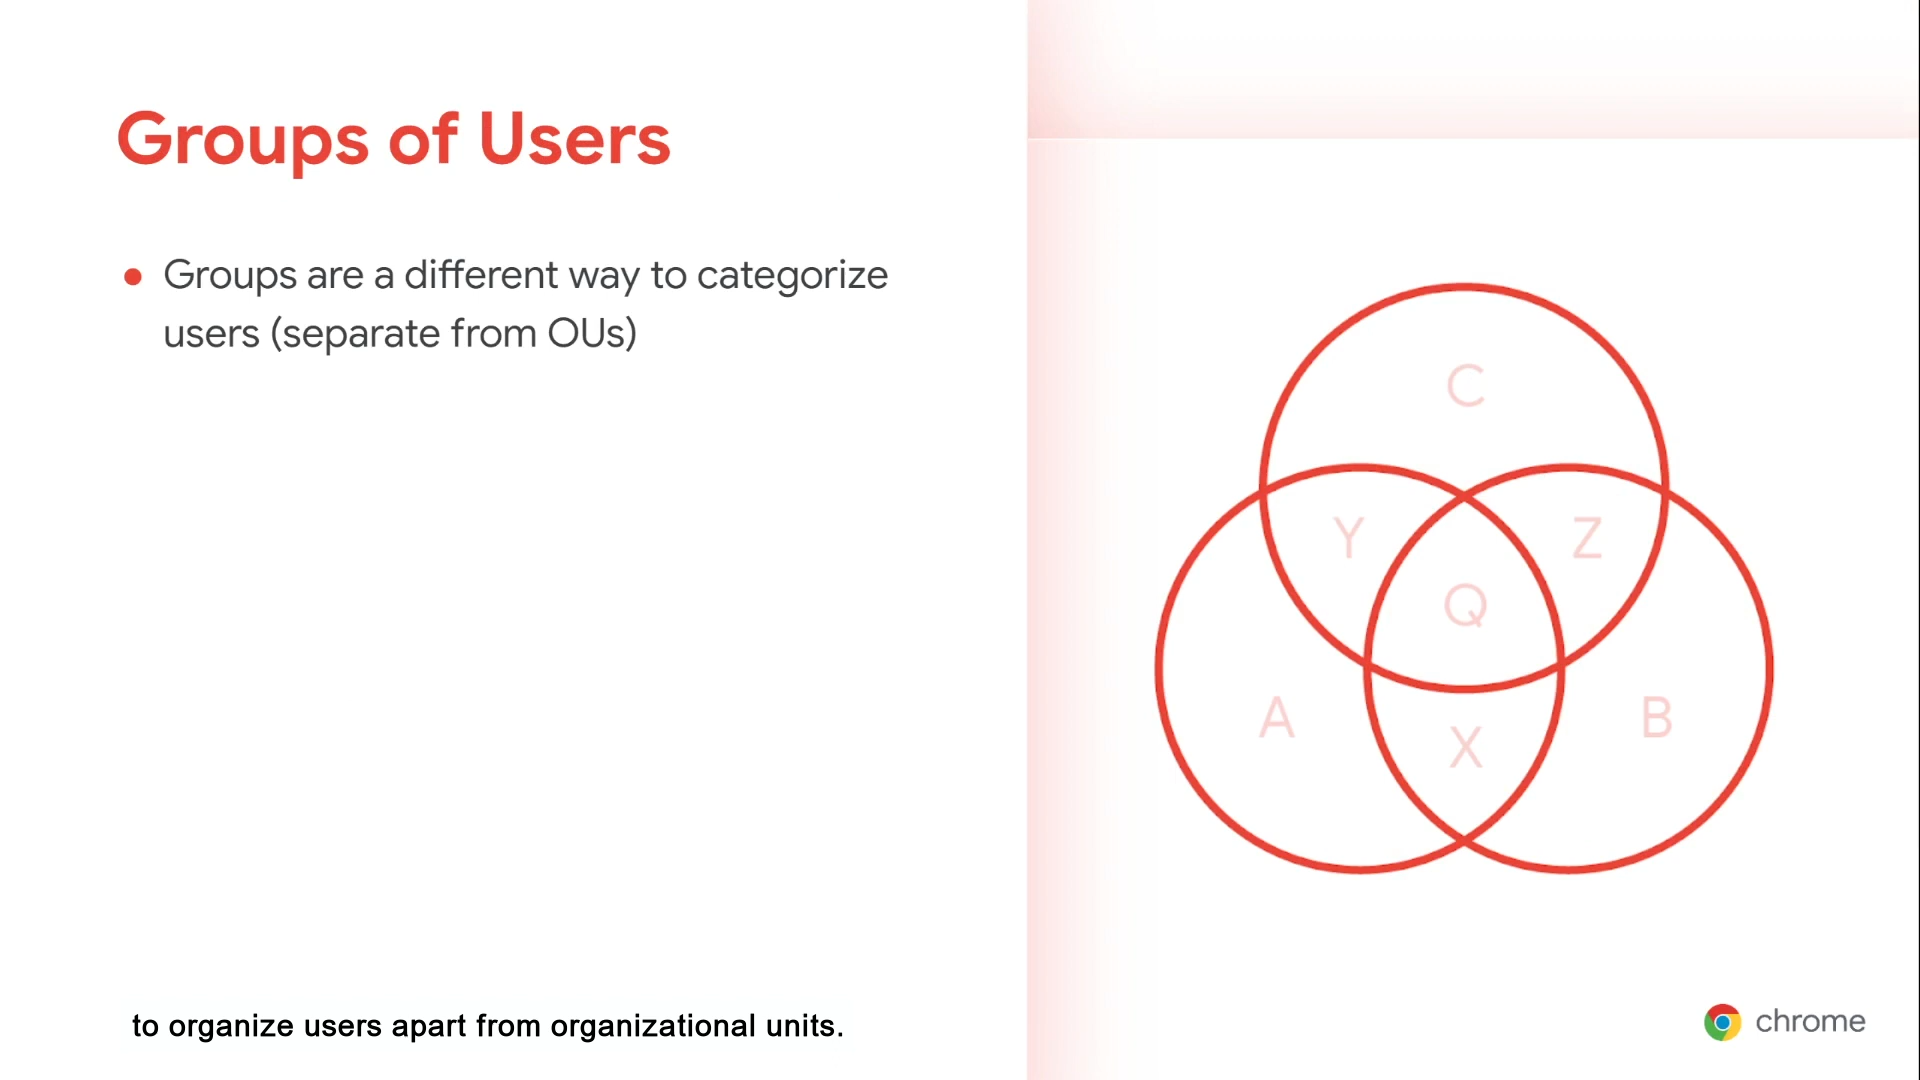 Groups of Users
● Groups are a different way to categorize
users (separate from OUs)
C
Y
Z
Q
A
X
B
to organize users apart from organizational units.
chrome